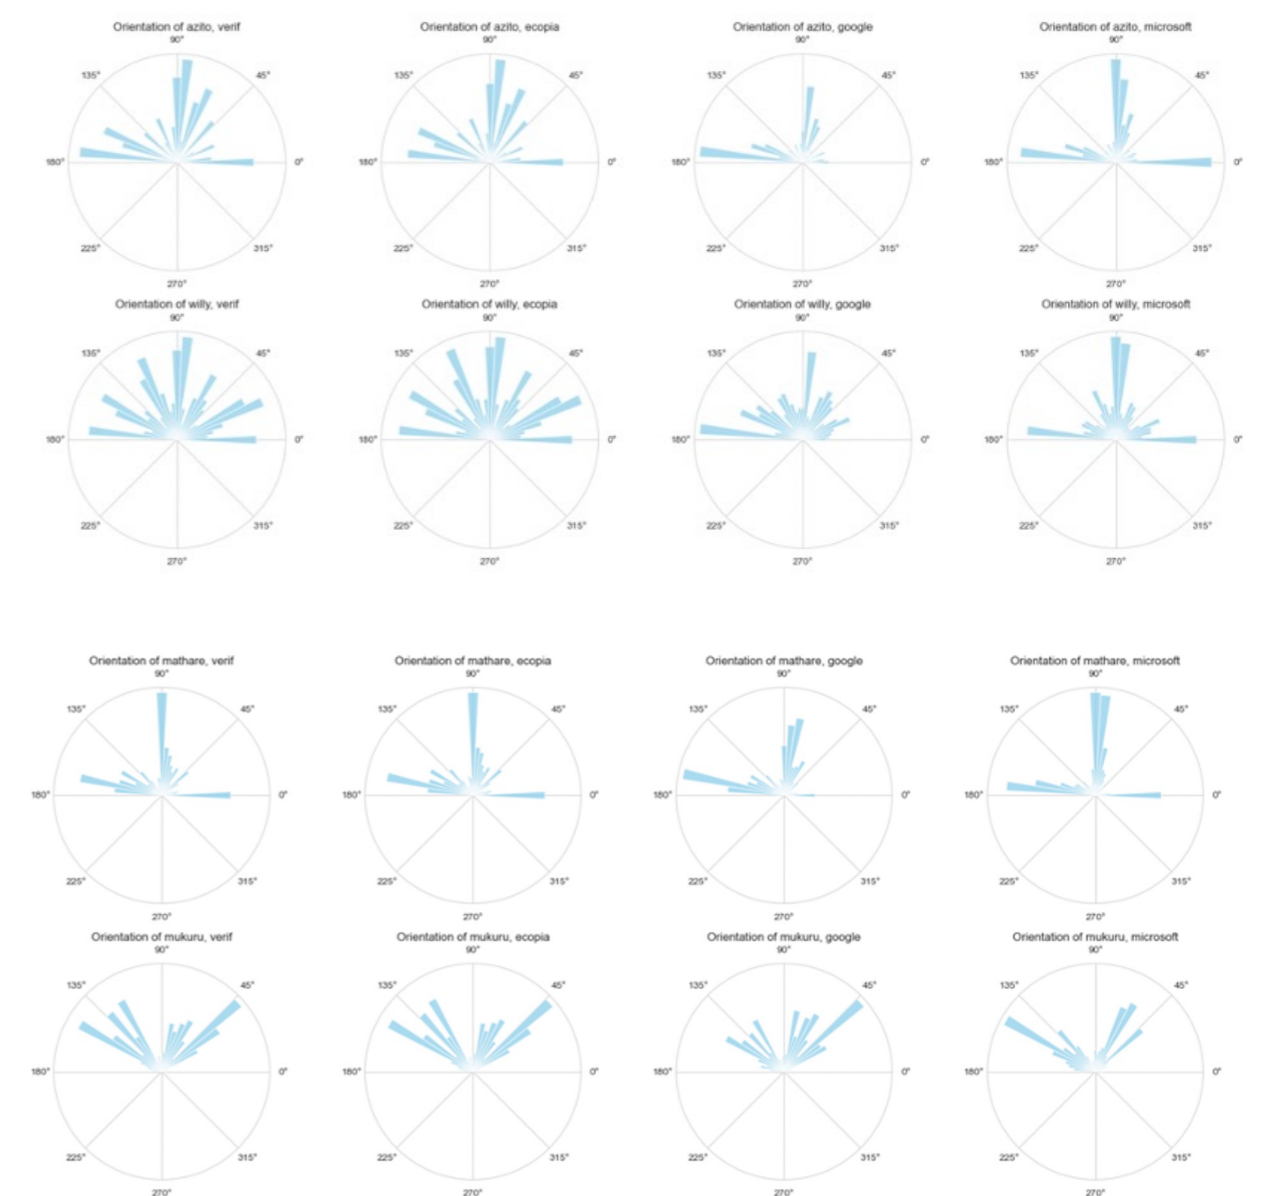 Orientation of azito, verif Orientation of azito, ecopia Orientation of azito, google Orientation of azito, microsoft
90° 90° 90° 90°
135° 45° 135° 45° 135° 45° 135° 45°
180° 0° 180° 0° 180° 0° 180° 0°
225° 315° 225° 315° 225° 315° 225° 315°
270° 270° 270° 270°
Orientation of willy, verif Orientation of willy, ecopia Orientation of willy, google Orientation of willy, microsoft
90° 90° 90° 90°
135° 45° 135° 45° 135° 45° 135° 45°
180° 0° 180° 0° 180° 0° 180° 0°
225° 315° 225° 315° 225° 315° 225° 315°
270° 270° 270° 270°
Orientation of mathare, verif Orientation of mathare, ecopia Orientation of mathare, google Orientation of mathare, microsoft
90° 90° 90° 90°
135° 45° 135° 45° 135° 45° 135° 45°
180° 0° 180° 0° 180° 0° 180° 0°
225° 315° 225° 315° 225° 315° 225° 315°
270° 270° 270° 270°
Orientation of mukuru, verif Orientation of mukuru, ecopia Orientation of mukuru, google Orientation of mukuru, microsoft
90° 90° 90° 90°
135° 45° 135° 45° 135° 45° 135° 45°
180° 0° 180° 0° 180° 0° 180° 0°
225° 315° 225° 315° 225° 315° 225° 315°
270° 270° 270° 270°